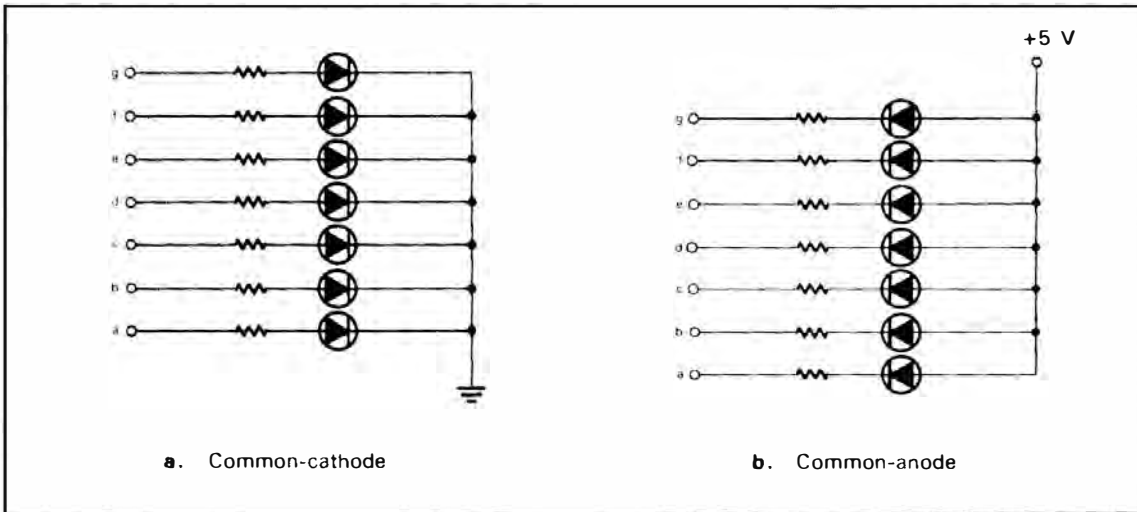 g
f
e
d
c
b
a
a. Common-cathode
+5 V
g
f
e
d
c
b
a
b. Common-anode